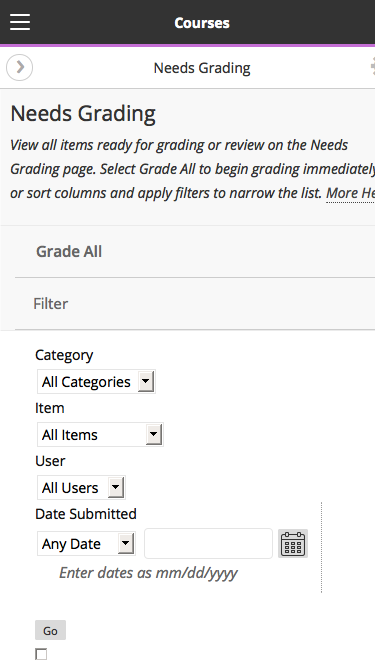 Courses
Needs Grading
Needs Grading
View all items ready for grading or review on the Needs
Grading page. Select Grade All to begin grading immediately
or sort columns and apply filters to narrow the list. More He
Grade All
Filter
Category
All Categories
Item
All Items
User
All Users
Date Submitted
Any Date
Enter dates as mm/dd/yyyy
Go